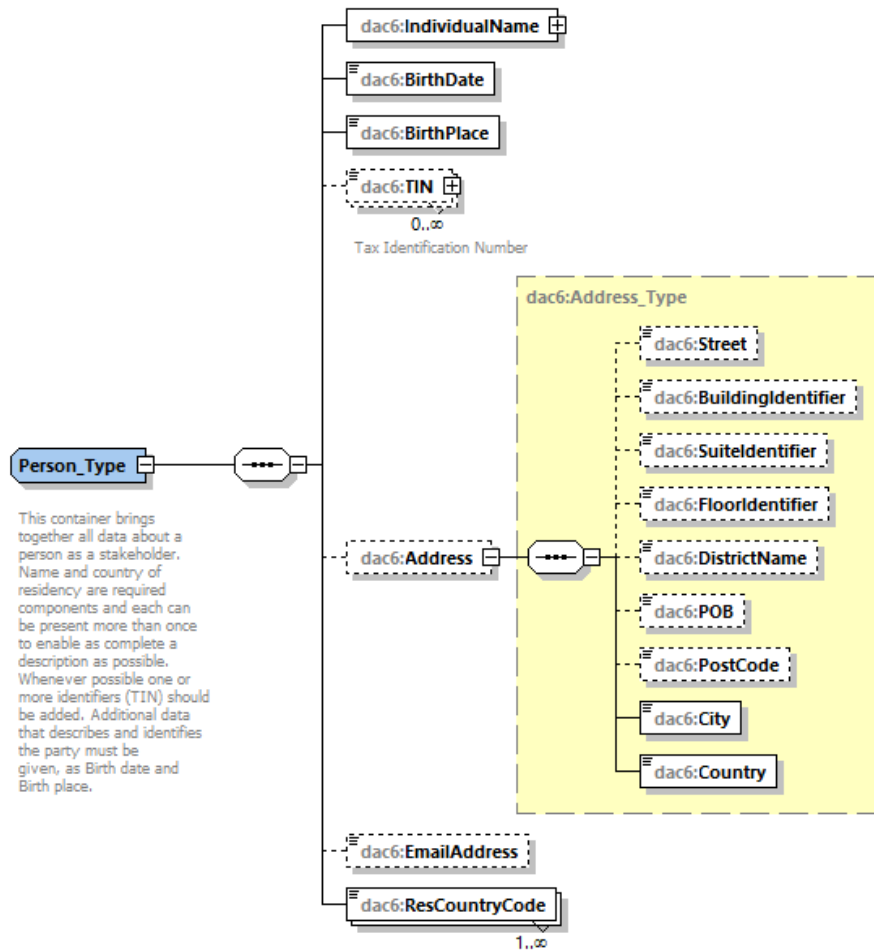 dac6:IndividualName
dac6:BirthDate
dac6:BirthPlace
dac6:TIN
0..∞
Tax Identification Number
dac6:Address_Type
dac6:Street
dac6:BuildingIdentifier
dac6:SuiteIdentifier
dac6:FloorIdentifier
Person_Type
This container brings
together all data about a
person as a stakeholder.
Name and country of
residency are required
components and each can
be present more than once
to enable as complete a
description as possible.
Whenever possible one or
more identifiers (TIN) should
be added. Additional data
that describes and identifies
the party must be
given, as Birth date and
Birth place.
dac6:Address
dac6:DistrictName
dac6:POB
dac6:PostCode
dac6:City
dac6:Country
dac6:EmailAddress
dac6:ResCountryCode
1..∞